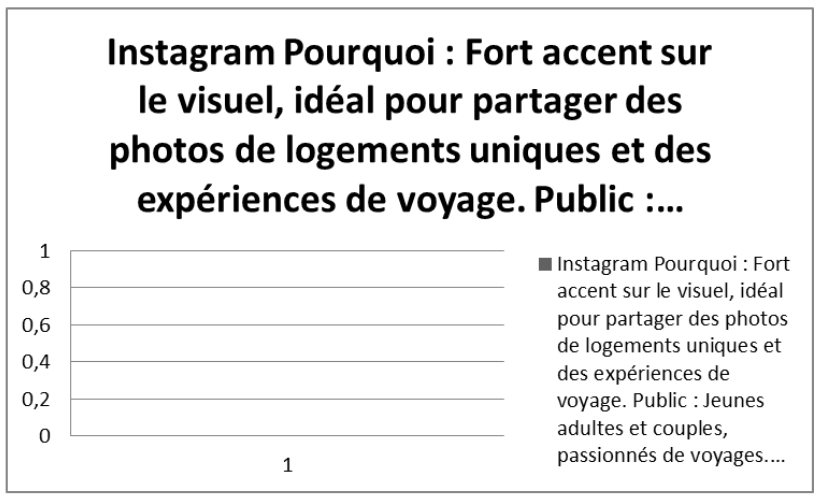 Instagram Pourquoi : Fort accent sur
le visuel, idéal pour partager des
photos de logements uniques et des
expériences de voyage. Public :...
1
0,8
0,6
0,4
0,2
0
1
Instagram Pourquoi : Fort
accent sur le visuel, idéal
pour partager des photos
de logements uniques et
des expériences de
voyage. Public : Jeunes
adultes et couples,
passionnés de voyages....